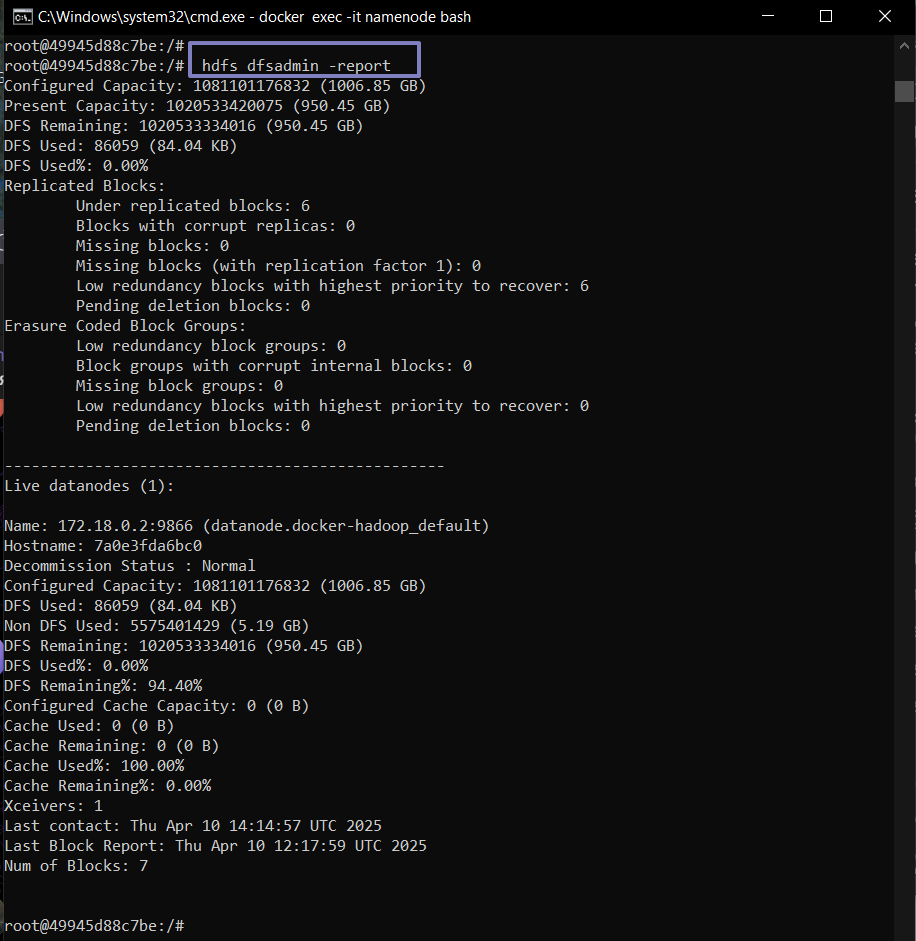 C:\Windows\system32\cmd.exe - docker  exec -it namenode bash
root@49945d88c7be:/#
root@49945d88c7be:/#  hdfs dfsadmin -report
Configured Capacity: 1081101176832 (1006.85 GB)
Present Capacity: 1020533420075 (950.45 GB)
DFS Remaining: 1020533334016 (950.45 GB)
DFS Used: 86059 (84.04 KB)
DFS Used%: 0.00%
Replicated Blocks:
        Under replicated blocks: 6
        Blocks with corrupt replicas: 0
        Missing blocks: 0
        Missing blocks (with replication factor 1): 0
        Low redundancy blocks with highest priority to recover: 6
        Pending deletion blocks: 0
Erasure Coded Block Groups:
        Low redundancy block groups: 0
        Block groups with corrupt internal blocks: 0
        Missing block groups: 0
        Low redundancy blocks with highest priority to recover: 0
        Pending deletion blocks: 0
-------------------------------------------------
Live datanodes (1):
Name: 172.18.0.2:9866 (datanode.docker-hadoop_default)
Hostname: 7a0e3fda6bc0
Decommission Status : Normal
Configured Capacity: 1081101176832 (1006.85 GB)
DFS Used: 86059 (84.04 KB)
Non DFS Used: 5575401429 (5.19 GB)
DFS Remaining: 1020533334016 (950.45 GB)
DFS Used%: 0.00%
DFS Remaining%: 94.40%
Configured Cache Capacity: 0 (0 B)
Cache Used: 0 (0 B)
Cache Remaining: 0 (0 B)
Cache Used%: 100.00%
Cache Remaining%: 0.00%
Xceivers: 1
Last contact: Thu Apr 10 14:14:57 UTC 2025
Last Block Report: Thu Apr 10 12:17:59 UTC 2025
Num of Blocks: 7
root@49945d88c7be:/#